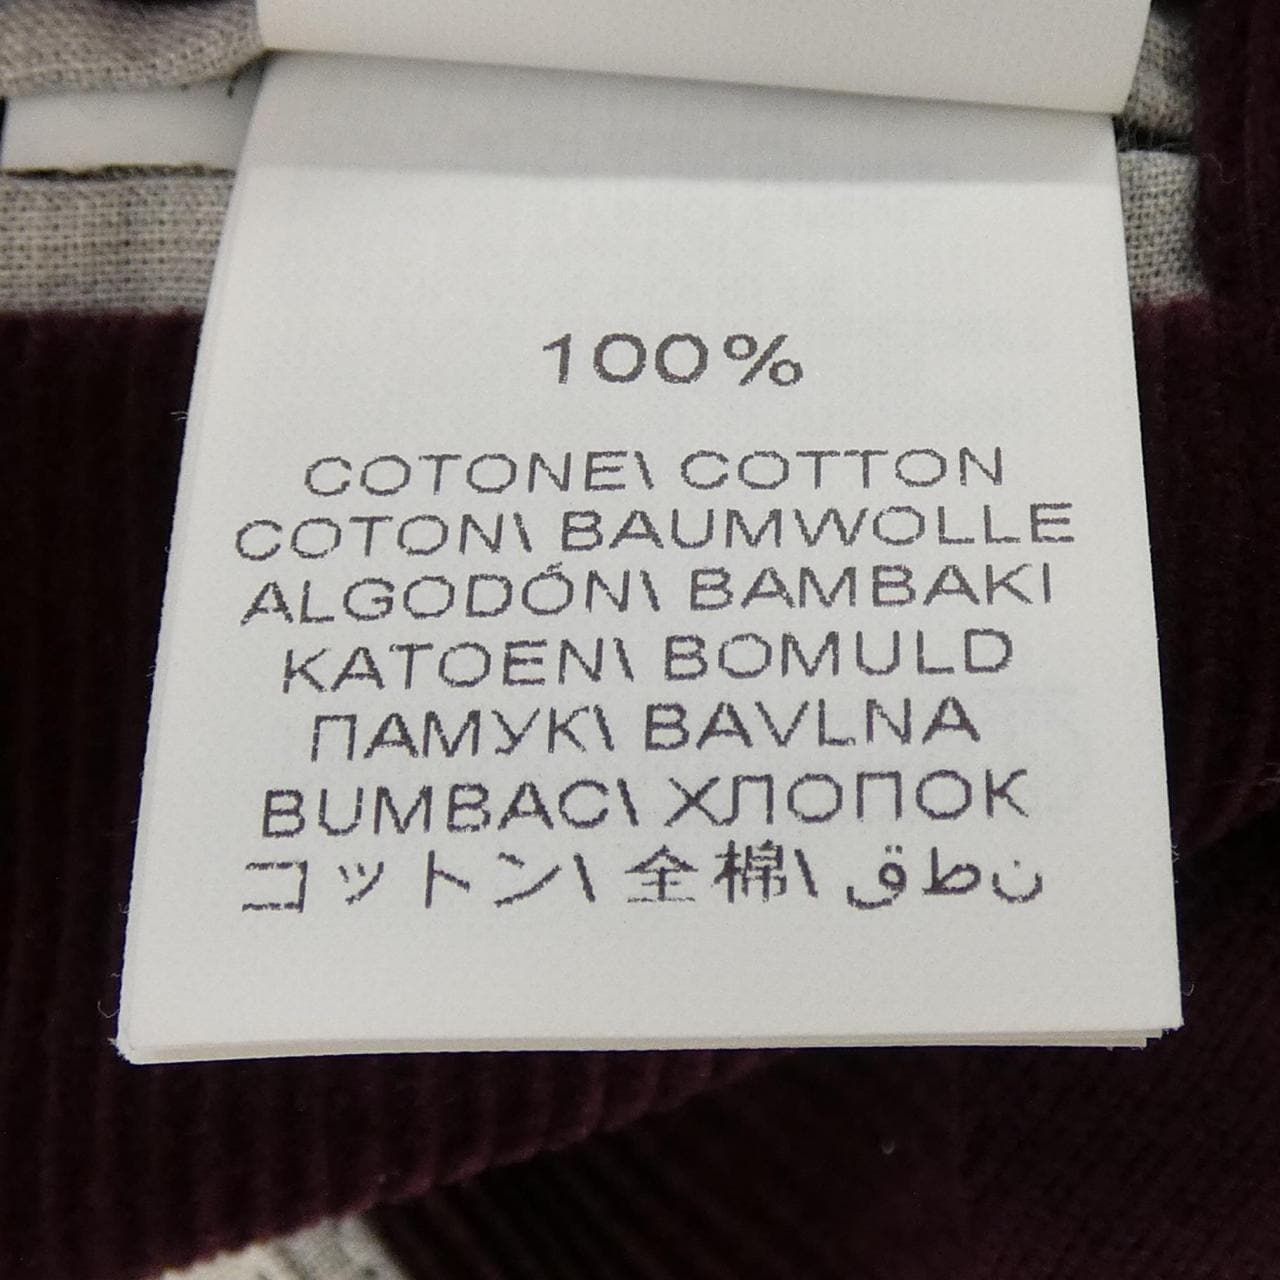 100%
COTONE\ COTTON
COTON\ BAUMWOLLE
ALGODÓN\ BAMBAKI
KATOEN\ BOMULD
ПАМУК\ BAVLNA
BUMBAC\ ХЛОПОК
コットン\ 全棉\ ن ط ق